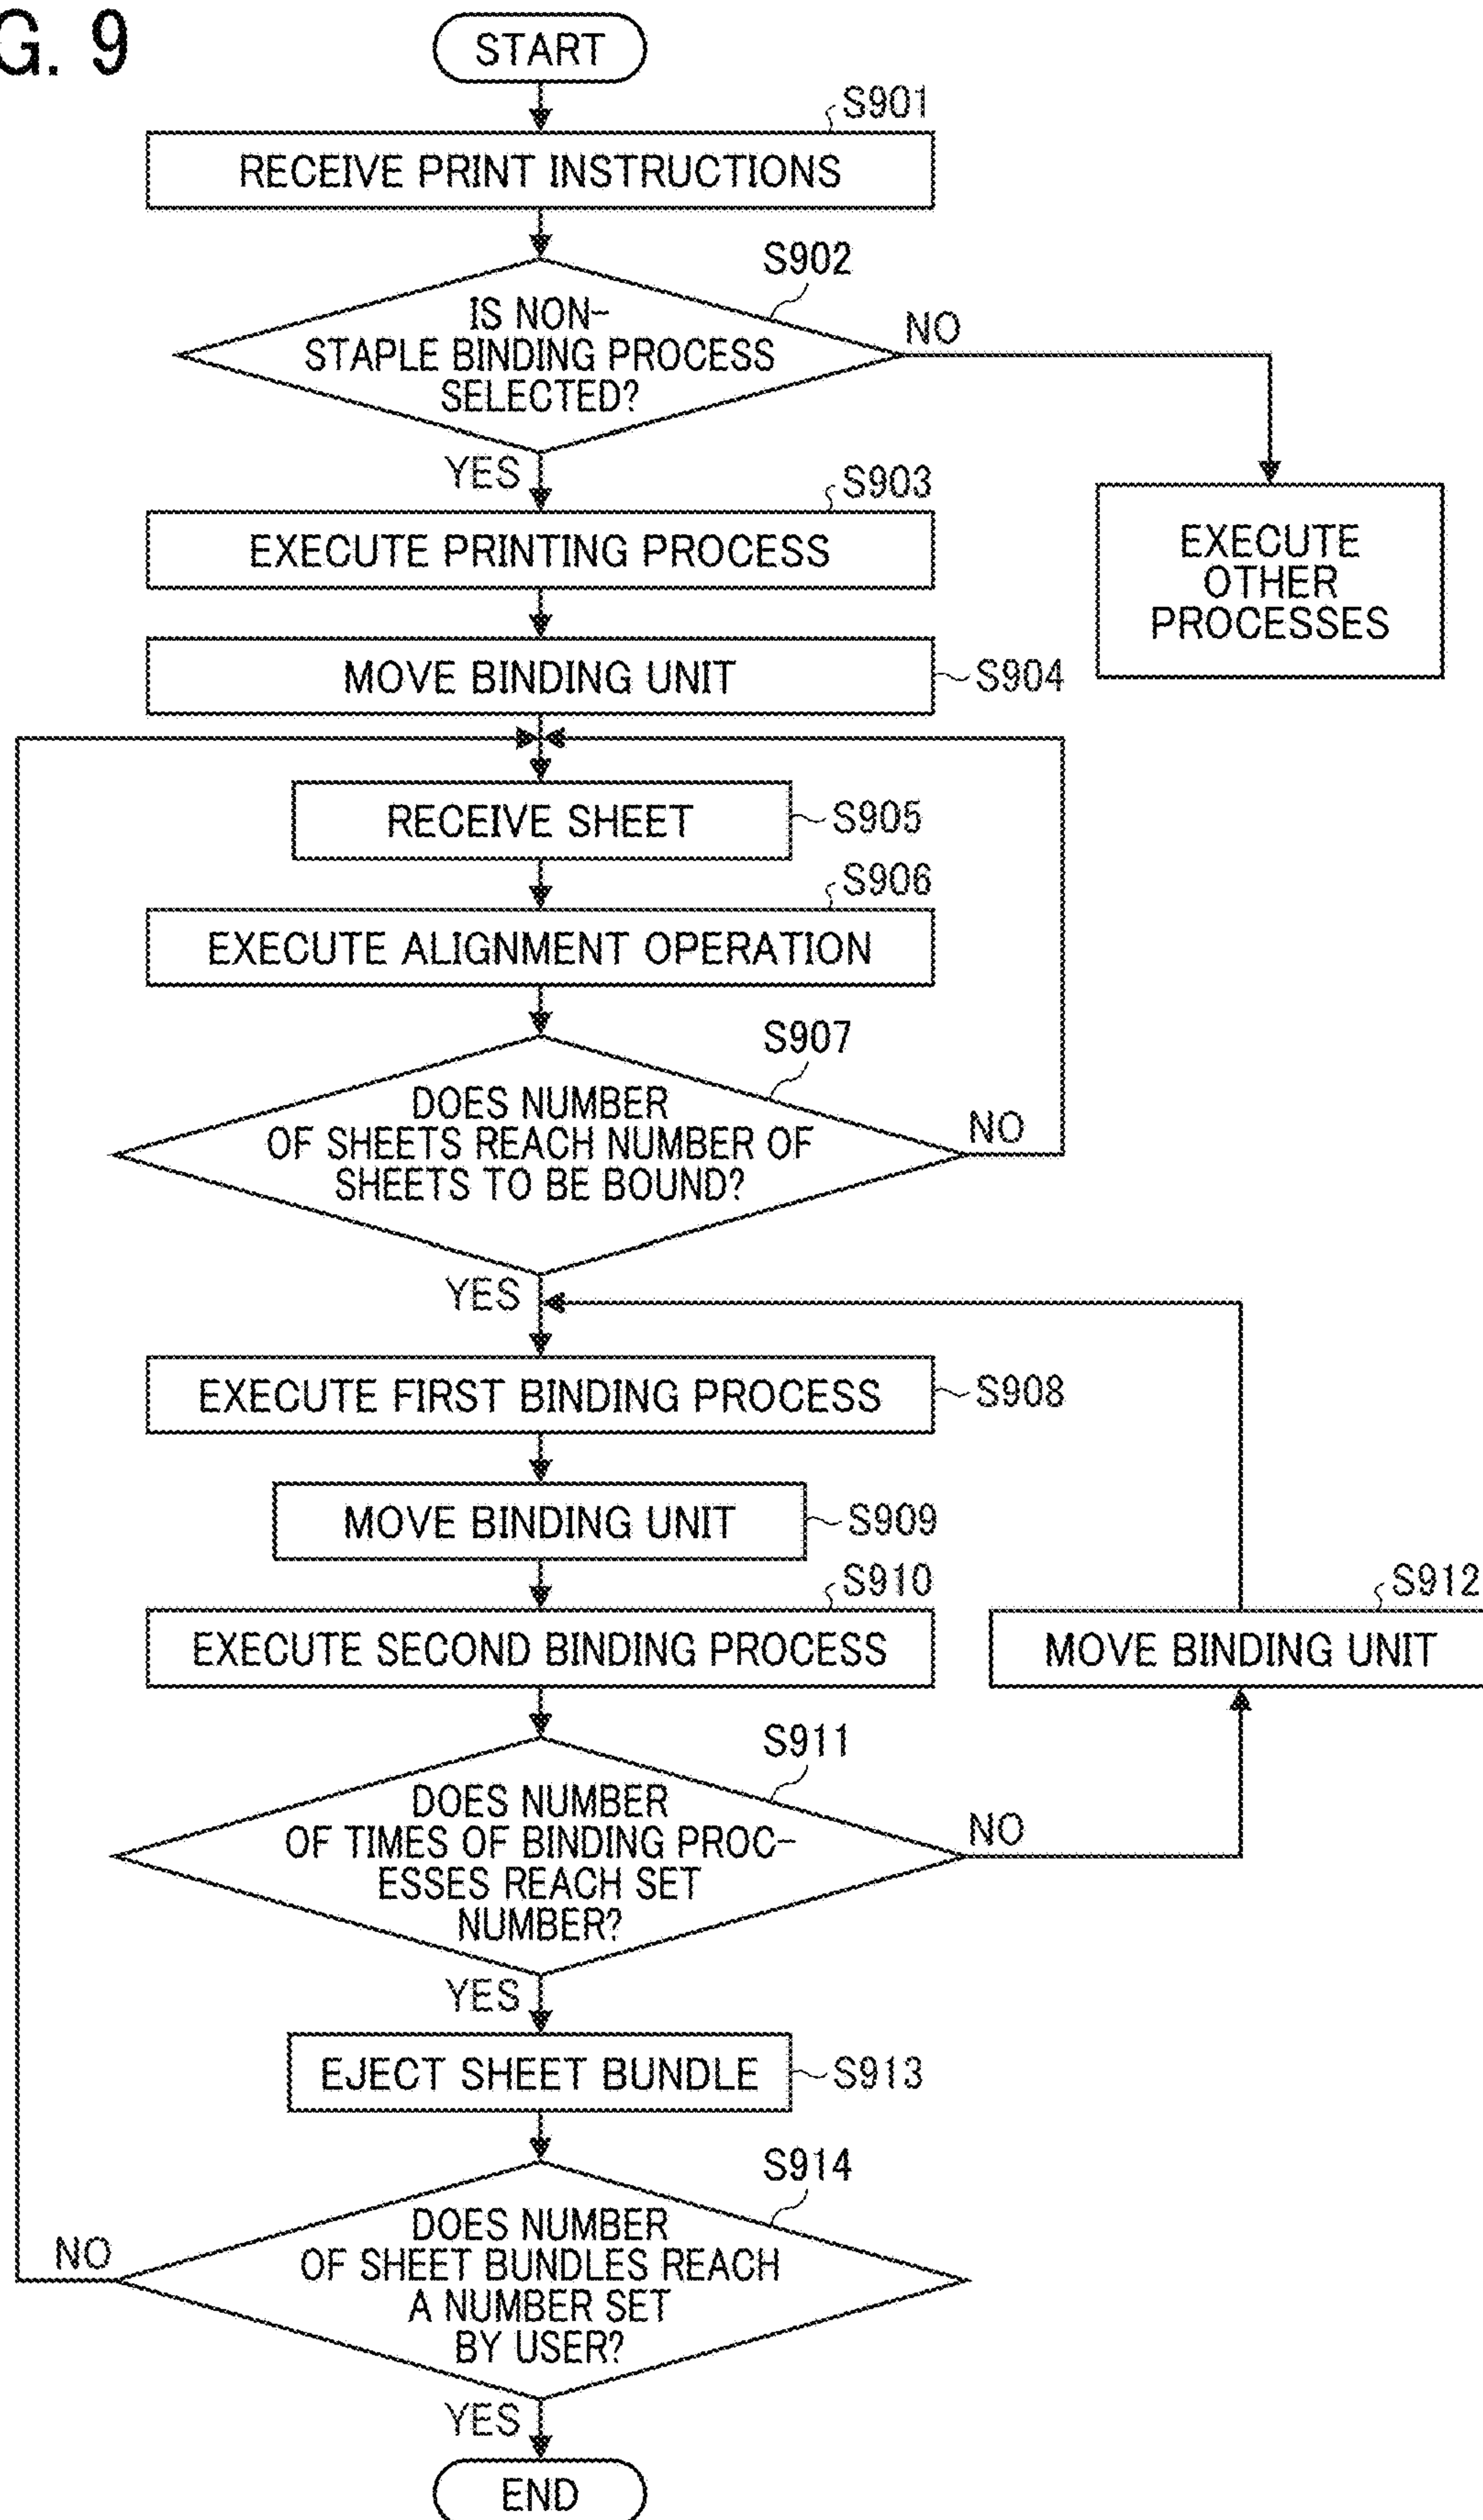 G. 9
START
S901
RECEIVE PRINT INSTRUCTIONS
S902
IS NON-
STAPLE BINDING PROCESS
SELECTED?
NO
YES
S903
EXECUTE PRINTING PROCESS
EXECUTE
OTHER
PROCESSES
MOVE BINDING UNIT
S904
RECEIVE SHEET
S905
S906
EXECUTE ALIGNMENT OPERATION
S907
DOES NUMBER
OF SHEETS REACH NUMBER OF
SHEETS TO BE BOUND?
NO
YES
EXECUTE FIRST BINDING PROCESS
S908
MOVE BINDING UNIT
S909
S910
EXECUTE SECOND BINDING PROCESS
S912
MOVE BINDING UNIT
S911
DOES NUMBER
OF TIMES OF BINDING PROC-
ESSES REACH SET
NUMBER?
NO
YES
EJECT SHEET BUNDLE
S913
S914
DOES NUMBER
OF SHEET BUNDLES REACH
A NUMBER SET
BY USER?
NO
YES
END